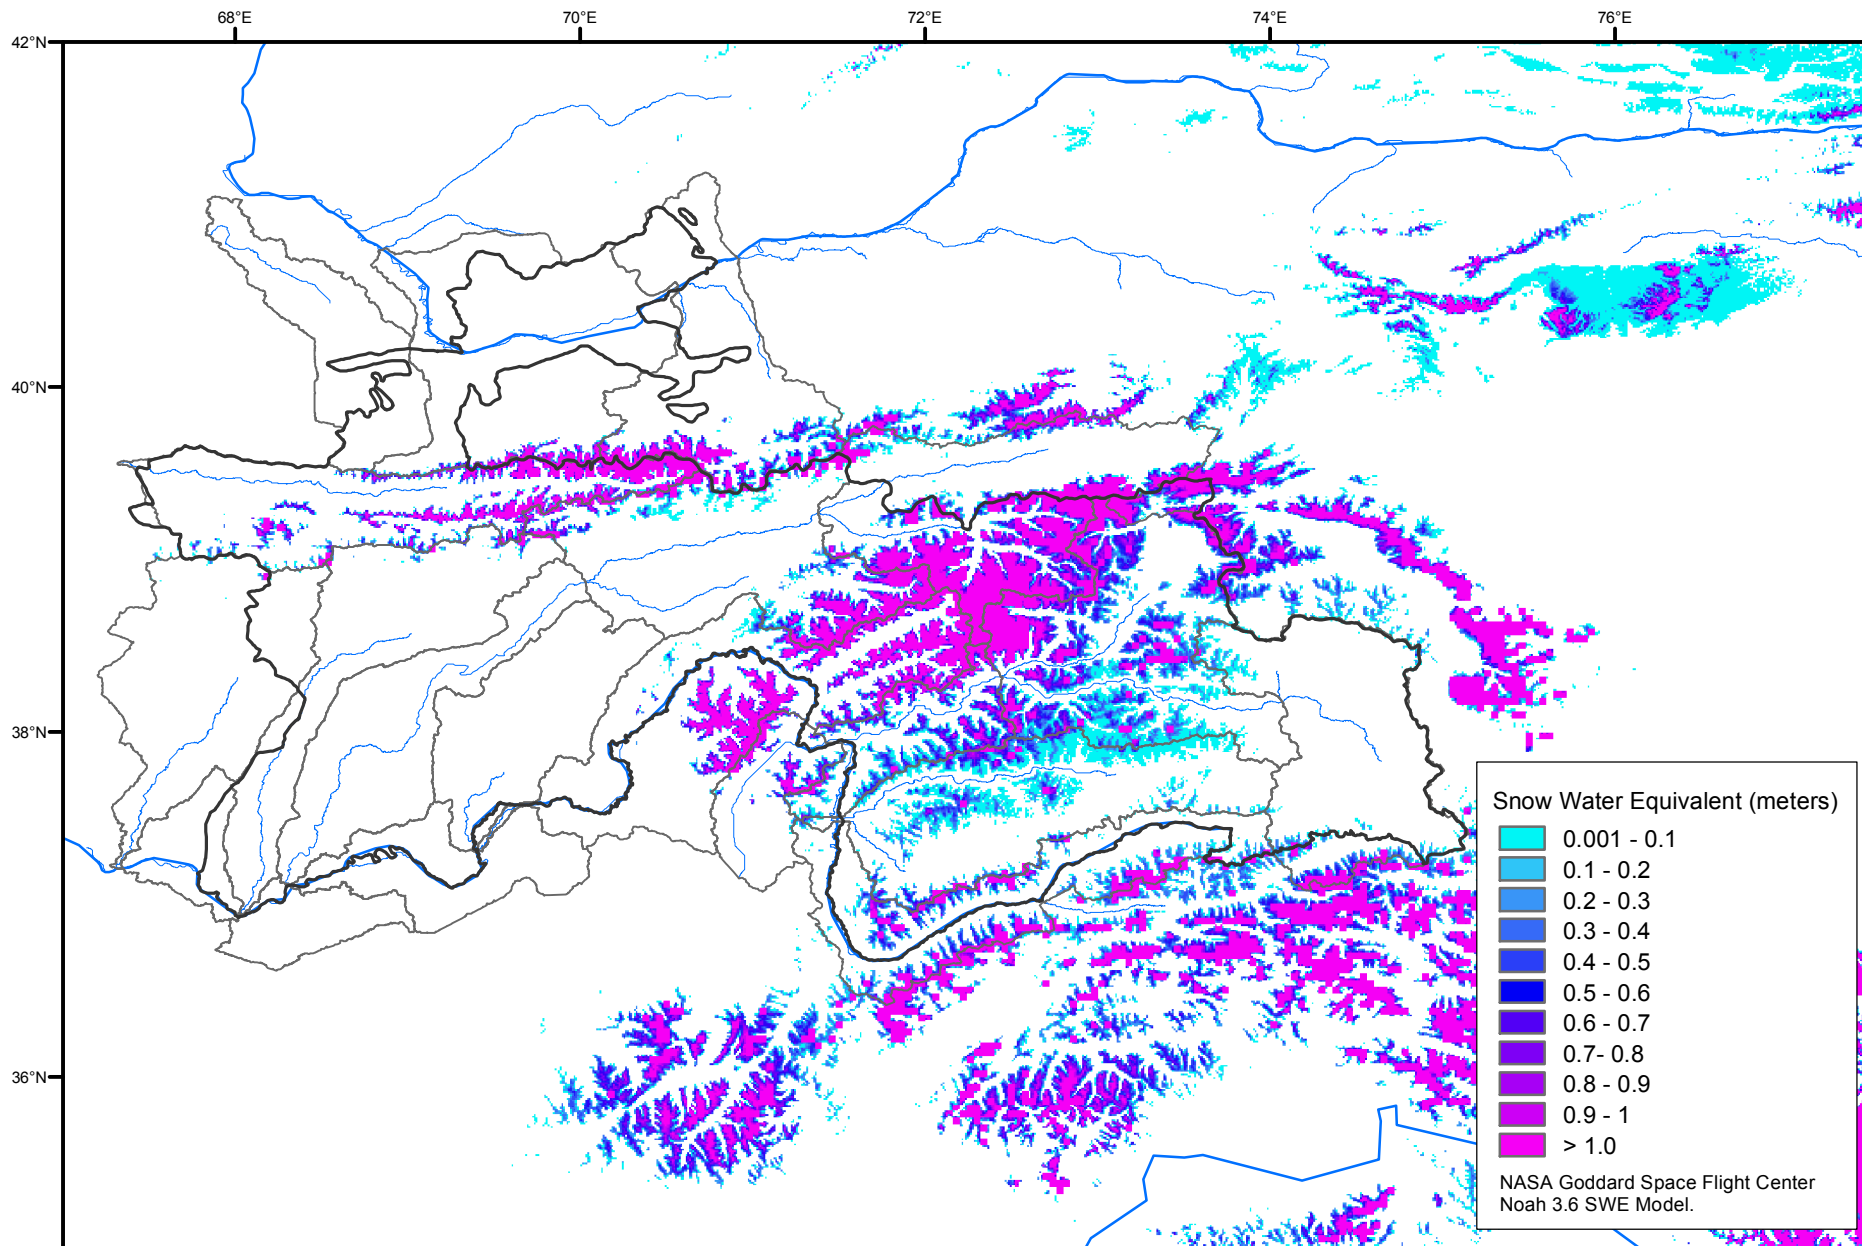 68°E 70°E 72°E 74°E 76°E
42°N
40°N
38°N
36°N
Snow Water Equivalent (meters)
0.001 - 0.1
0.1 - 0.2
0.2 - 0.3
0.3 - 0.4
0.4 - 0.5
0.5 - 0.6
0.6 - 0.7
0.7- 0.8
0.8 - 0.9
0.9 - 1
> 1.0
NASA Goddard Space Flight Center
Noah 3.6 SWE Model.